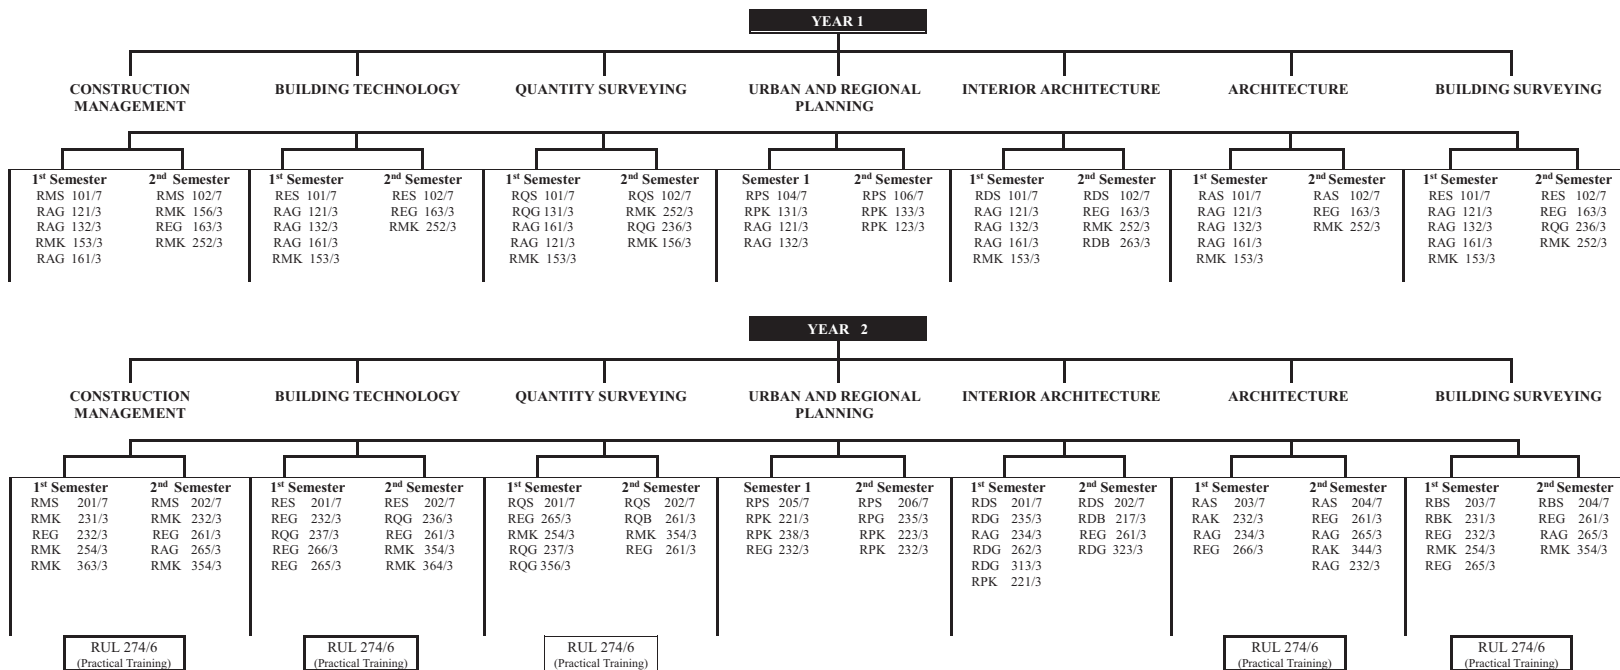 YEAR 1
CONSTRUCTION
MANAGEMENT
BUILDING TECHNOLOGY
QUANTITY SURVEYING
URBAN AND REGIONAL
PLANNING
INTERIOR ARCHITECTURE
ARCHITECTURE
BUILDING SURVEYING
1st Semester
RMS 101/7
RAG 121/3
RAG 132/3
RMK 153/3
RAG 161/3
2nd Semester
RMS 102/7
RMK 156/3
REG 163/3
RMK 252/3
1st Semester
RES 101/7
RAG 121/3
RAG 132/3
RAG 161/3
RMK 153/3
2nd Semester
RES 102/7
REG 163/3
RMK 252/3
1st Semester
RQS 101/7
RQG 131/3
RAG 161/3
RAG 121/3
RMK 153/3
2nd Semester
RQS 102/7
RMK 252/3
RQG 236/3
RMK 156/3
Semester 1
RPS 104/7
RPK 131/3
RAG 121/3
RAG 132/3
2nd Semester
RPS 106/7
RPK 133/3
RPK 123/3
1st Semester
RDS 101/7
RAG 121/3
RAG 132/3
RAG 161/3
RMK 153/3
2nd Semester
RDS 102/7
REG 163/3
RMK 252/3
RDB 263/3
1st Semester
RAS 101/7
RAG 121/3
RAG 132/3
RAG 161/3
RMK 153/3
2nd Semester
RAS 102/7
REG 163/3
RMK 252/3
1st Semester
RES 101/7
RAG 121/3
RAG 132/3
RAG 161/3
RMK 153/3
2nd Semester
RES 102/7
REG 163/3
RQG 236/3
RMK 252/3
YEAR 2
CONSTRUCTION
MANAGEMENT
BUILDING TECHNOLOGY
QUANTITY SURVEYING
URBAN AND REGIONAL
PLANNING
INTERIOR ARCHITECTURE
ARCHITECTURE
BUILDING SURVEYING
1st Semester
RMS 201/7
RMK 231/3
REG 232/3
RMK 254/3
RMK 363/3
2nd Semester
RMS 202/7
RMK 232/3
REG 261/3
RAG 265/3
RMK 354/3
1st Semester
RES 201/7
REG 232/3
RQG 237/3
REG 266/3
REG 265/3
2nd Semester
RES 202/7
RQG 236/3
REG 261/3
RMK 354/3
RMK 364/3
1st Semester
RQS 201/7
REG 265/3
RMK 254/3
RQG 237/3
RQG 356/3
2nd Semester
RQS 202/7
RQB 261/3
RMK 354/3
REG 261/3
Semester 1
RPS 205/7
RPK 221/3
RPK 238/3
REG 232/3
2nd Semester
RPS 206/7
RPG 235/3
RPK 223/3
RPK 232/3
1st Semester
RDS 201/7
RDG 235/3
RAG 234/3
RDG 262/3
RDG 313/3
RPK 221/3
2nd Semester
RDS 202/7
RDB 217/3
REG 261/3
RDG 323/3
1st Semester
RAS 203/7
RAK 232/3
RAG 234/3
REG 266/3
2nd Semester
RAS 204/7
REG 261/3
RAG 265/3
RAK 344/3
RAG 232/3
1st Semester
RBS 203/7
RBK 231/3
REG 232/3
RMK 254/3
REG 265/3
2nd Semester
RBS 204/7
REG 261/3
RAG 265/3
RMK 354/3
RUL 274/6
(Practical Training)
RUL 274/6
(Practical Training)
RUL 274/6
(Practical Training)
RUL 274/6
(Practical Training)
RUL 274/6
(Practical Training)